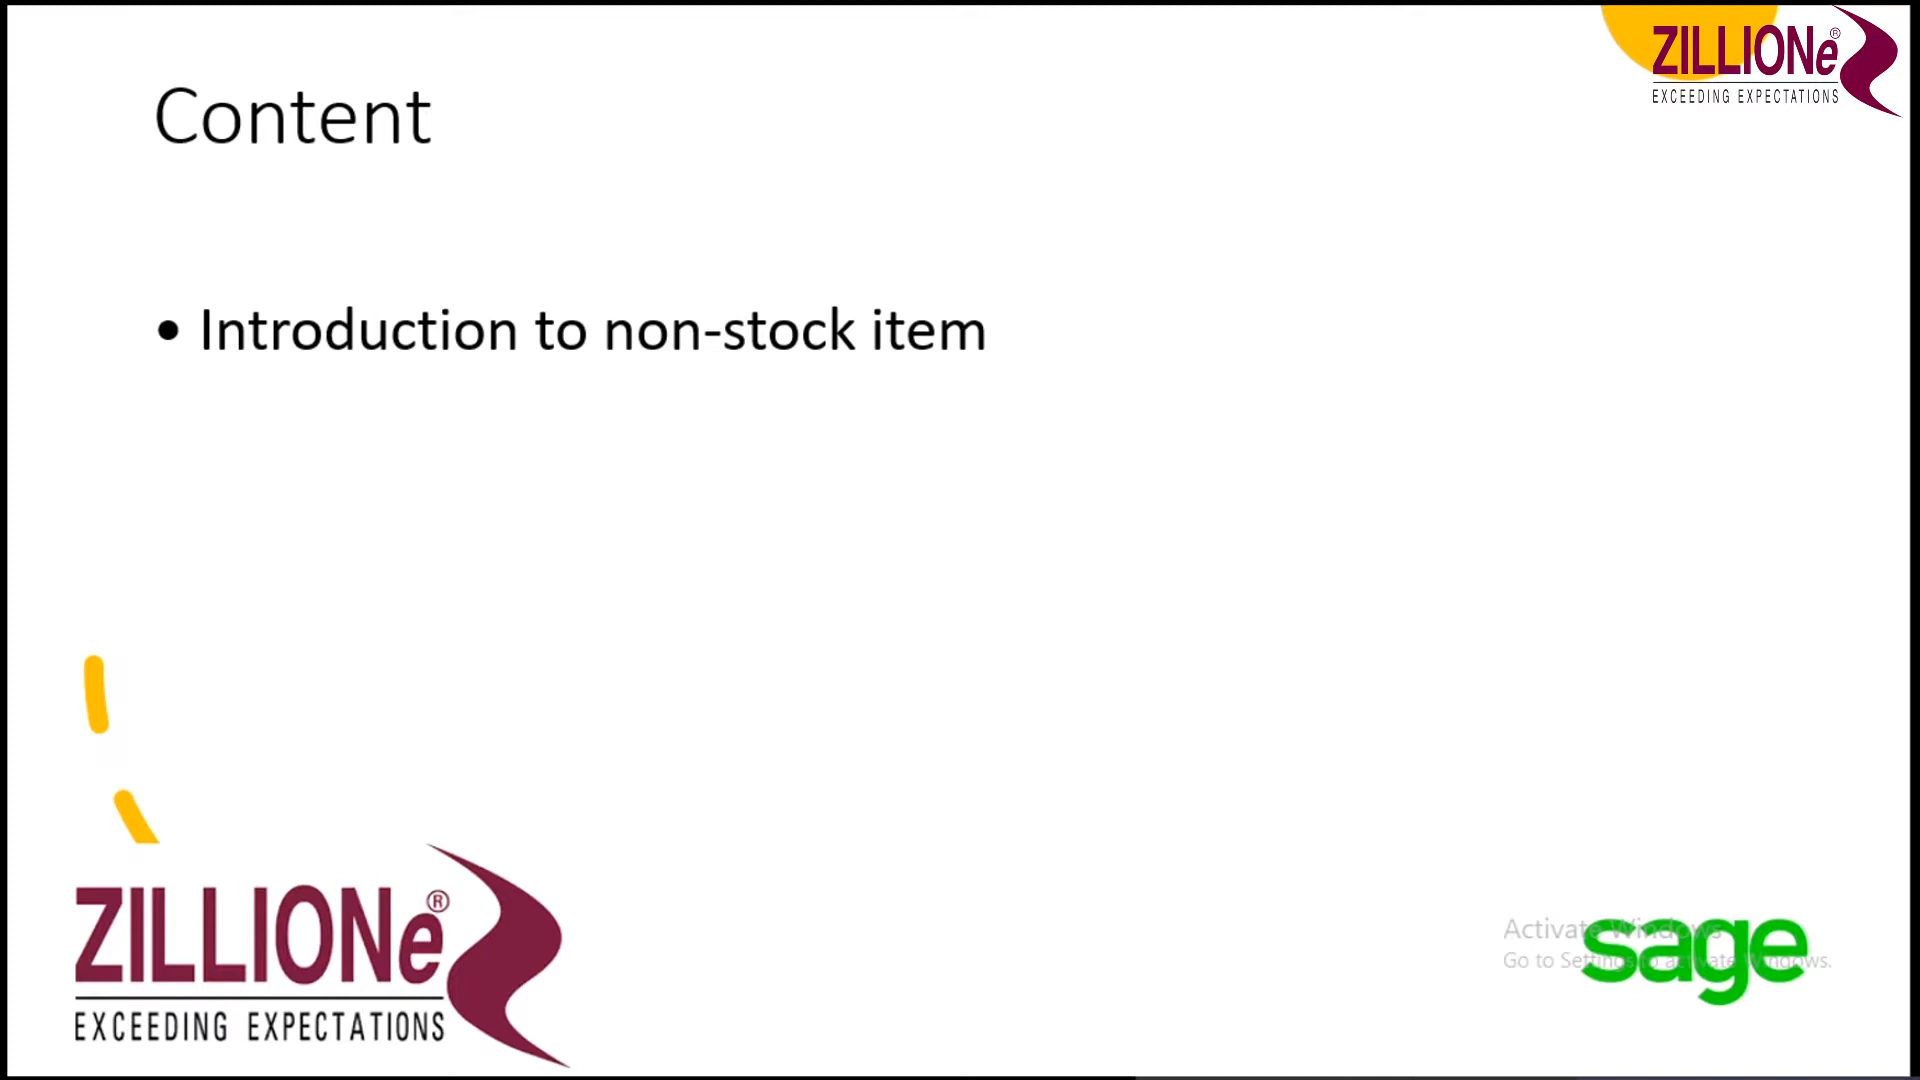 ZILLIONe®
EXCEEDING EXPECTATIONS
Content
• Introduction to non-stock item
ZILLIONe®
EXCEEDING EXPECTATIONS
sage
Activate Windows
Go to Settings to activate Windows.